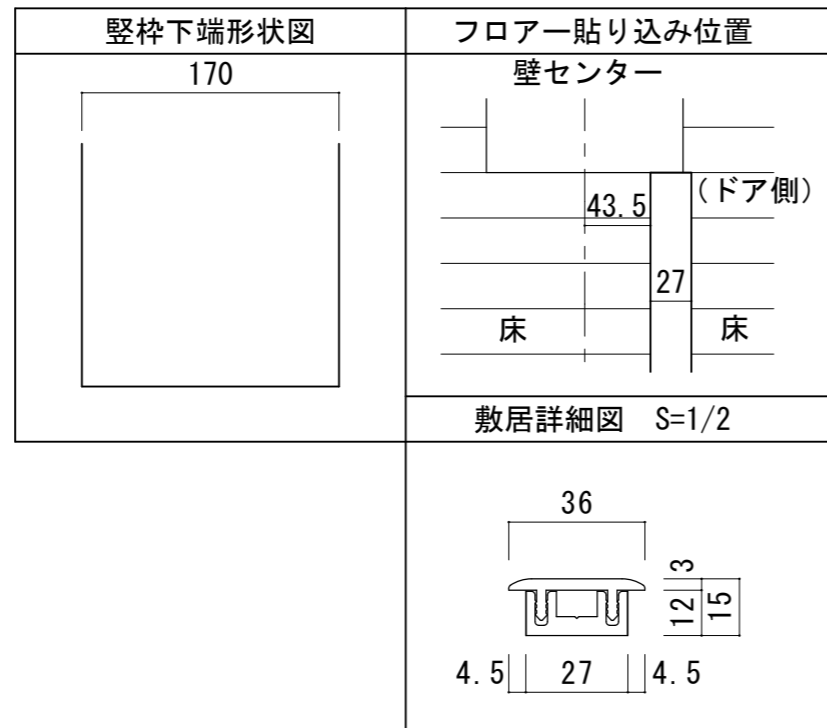 竪枠下端形状図
170
フロアー貼り込み位置
壁センター
(ドア側)
43.5
27
床
床
敷居詳細図　S=1/2
36
3
12
15
4.5
27
4.5